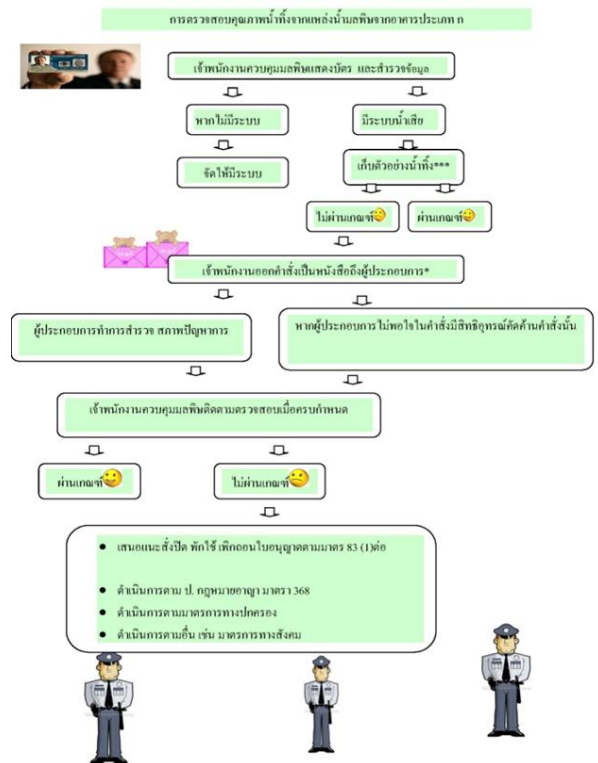 การตรวจสอบคุณภาพน้ำทิ้งจากแหล่งน้ำมลพิษจากอาคารประเภท ก
เจ้าพนักงานควบคุมมลพิษแสดงบัตร และสำรวจข้อมูล
หากไม่มีระบบ
มีระบบน้ำเสีย
จัดให้มีระบบ
เก็บตัวอย่างน้ำทิ้ง***
ไม่ผ่านเกณฑ์
ผ่านเกณฑ์
เจ้าพนักงานออกคำสั่งเป็นหนังสือถึงผู้ประกอบการ*
ผู้ประกอบการทำการสำรวจ สภาพปัญหาการ
หากผู้ประกอบการไม่พอใจในคำสั่งมีสิทธิอุทรณ์คัดค้านคำสั่งนั้น
เจ้าพนักงานควบคุมมลพิษติดตามตรวจสอบเมื่อครบกำหนด
ผ่านเกณฑ์
ไม่ผ่านเกณฑ์
เสนอแนะสั่งปิด พักใช้ เพิกถอนใบอนุญาตตามมาตร 83 (1)ต่อ
ดำเนินการตาม ป. กฎหมายอาญา มาตรา 368
ดำเนินการตามมาตรการทางปกครอง
ดำเนินการตามอื่น เช่น มาตรการทางสังคม